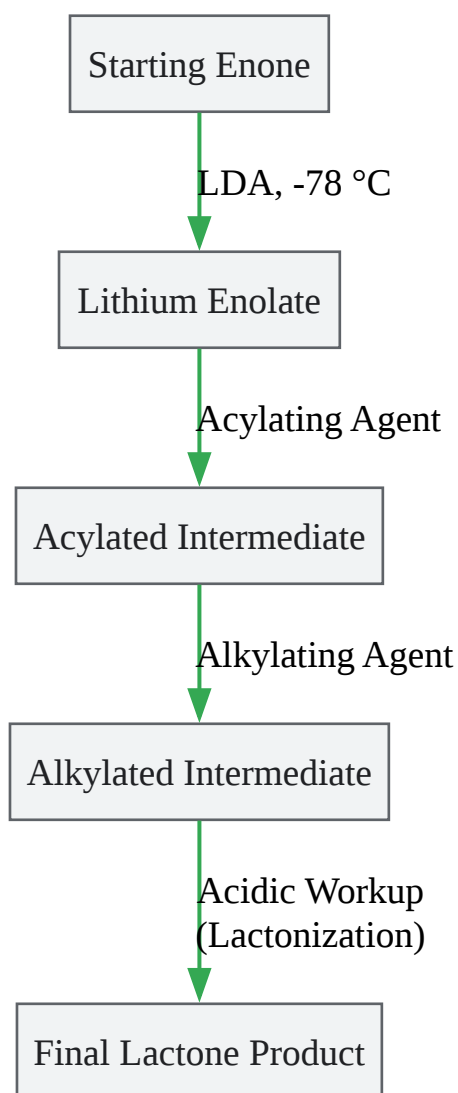 Starting Enone
LDA, -78 °C
Lithium Enolate
Acylating Agent
Acylated Intermediate
Alkylating Agent
Alkylated Intermediate
Acidic Workup
(Lactonization)
Final Lactone Product